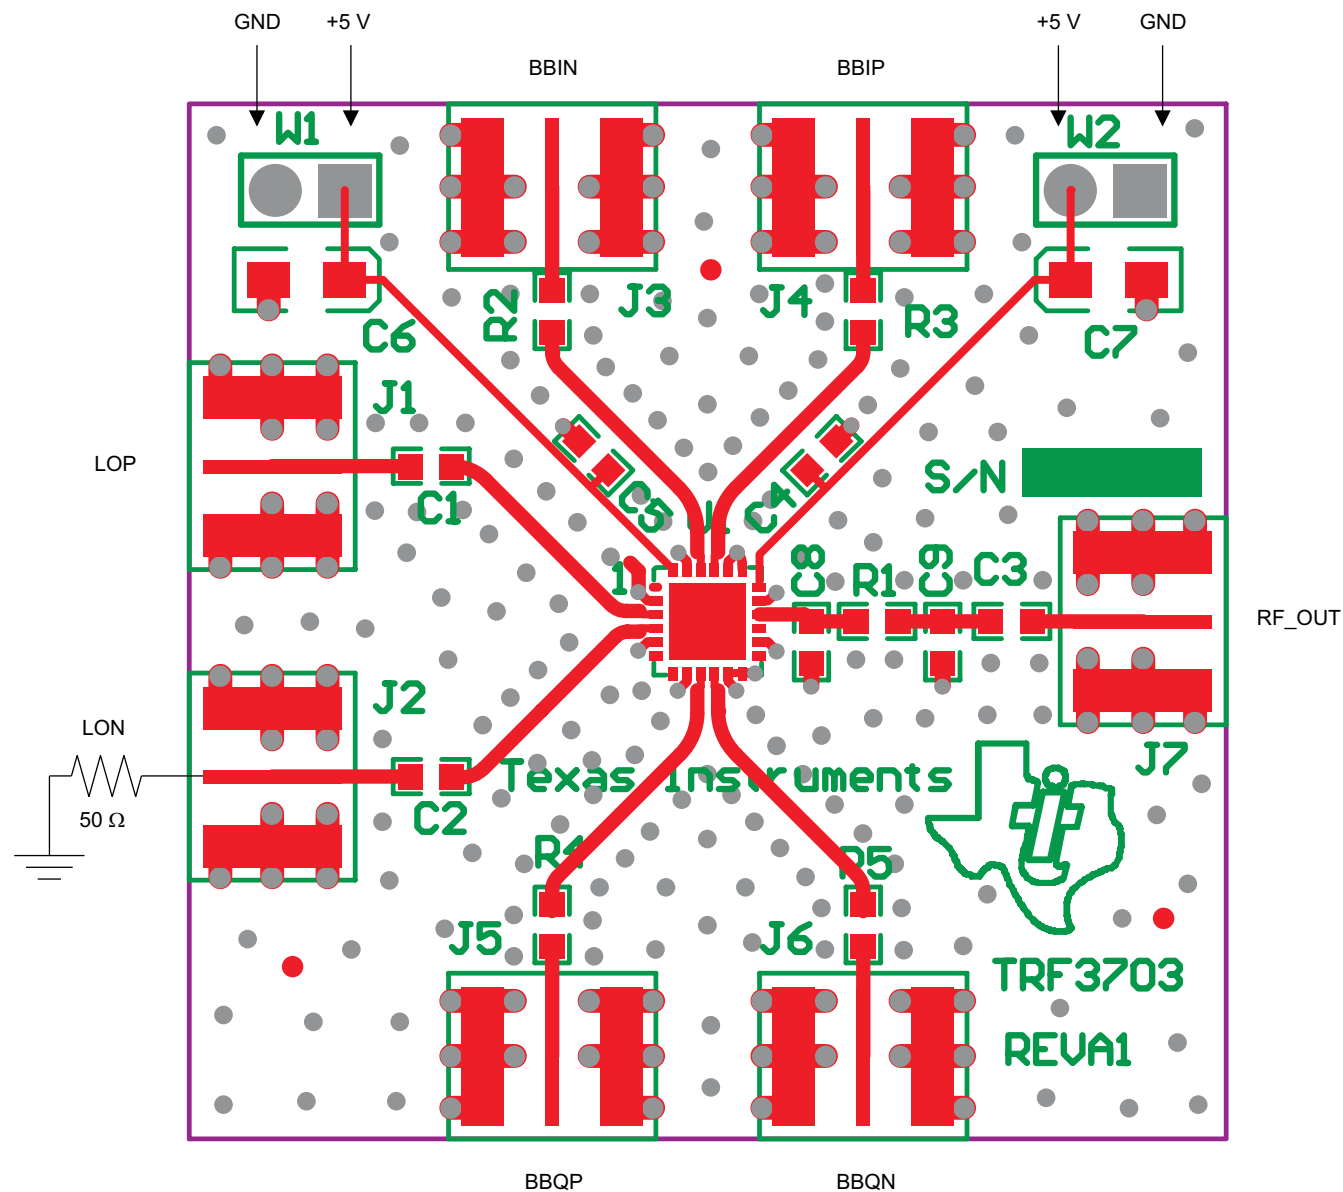 GND +5 V
+5 V GND
BBIN
BBIP
W1
W2
R2
J3
J4
R3
C6
C7
J1
LOP
C1
C5
C4
S/N
1
C8
R1
C9
C3
RF_OUT
J2
LON
50 Ω
C2
J7
Texas Instruments
R4
R5
J5
J6
TRF3703
REVA1
BBQP
BBQN